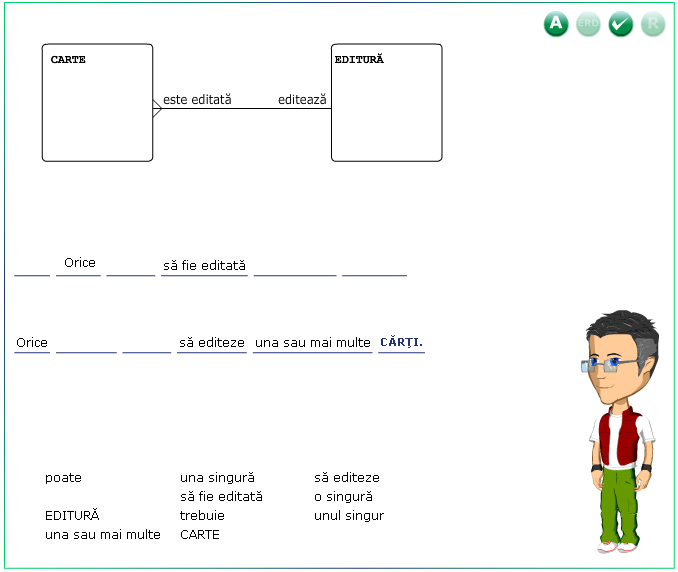 A ERD R
CARTE EDITURĂ
este editată editează
Orice să fie editată
Orice să editeze una sau mai multe CĂRŢI.
poate una singură să editeze
să fie editată o singură
EDITURĂ trebuie unul singur
una sau mai multe CARTE